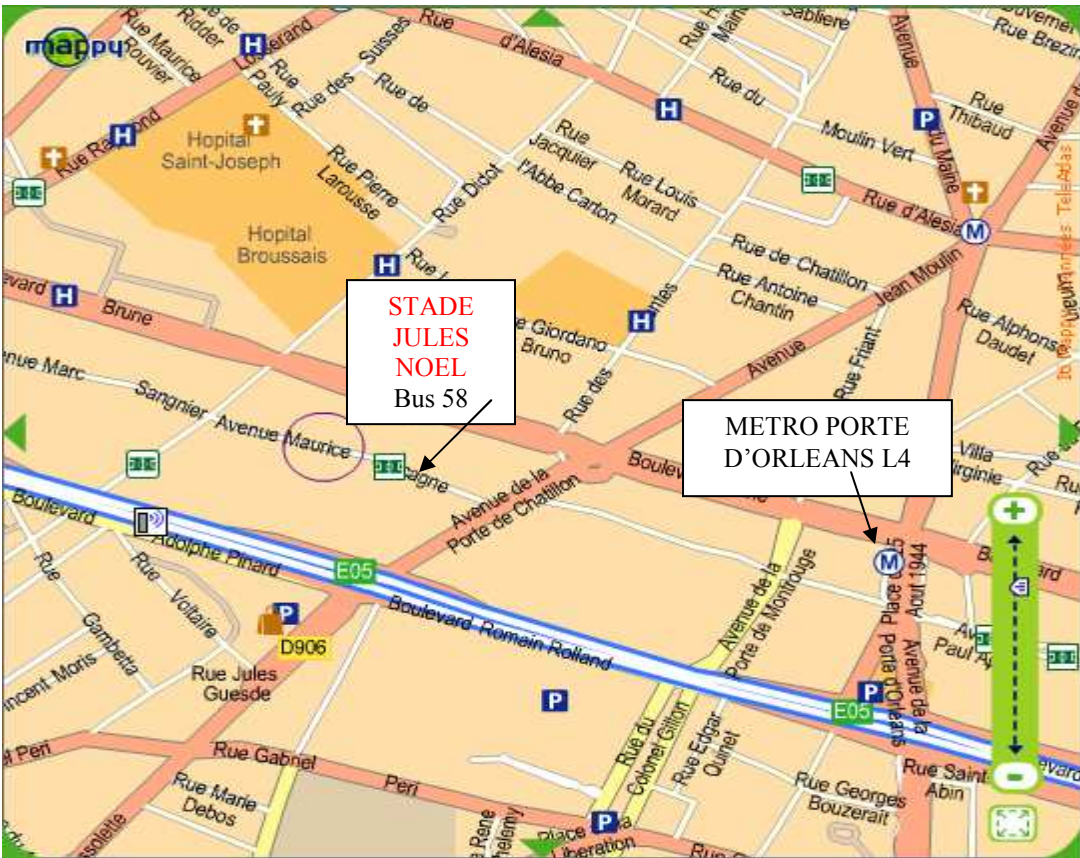 mappy
Rue Maurice
Rouvier
Ridder
Rue de
Losserand
Rue
Pauly
Rue des Suisses
Rue de
l'Abbe Carton
Rue
d'Alesia
Sabliere
Rue Brezin
Rue du
Moulin Vert
Avenue
du Maine
Rue
Thibaud
Avenue d
Rue Raymond
Hopital
Saint-Joseph
Rue Pierre
Larousse
Rue Didot
Rue
Jacquier
Rue Louis
Morard
Rue d'Alesia
Hopital
Broussais
Rue de Chatillon
Rue Antoine
Chantin
Jean Moulin
Avenue
Rue Friant
Rue Alphonse
Daudet
Brune
STADE
JULES
NOEL
Bus 58
Giordano
Bruno
Rue des
Marc
Sangnier
Avenue Maurice
METRO PORTE
D'ORLEANS L4
Villa
Avenue de la
Porte de Chatillon
Boulevard
Adolphe Pinard
E05
Boulevard Romain Rolland
Avenue de la
Porte de Montrouge
Place
Aout 1944
Porte d'Orleans
Avenue de la
Rue
Voltaire
Rue
Gambetta
D906
Rue Jules
Guesde
Moris
E05
Peri
Rue Gabriel
Peri
Rue Marie
Debos
Rue du
Colonel Gillon
Rue Edgar
Quinet
Rue Georges
Bouzerait
Rue Saint
Abin
Place
Liberation
Rue Rene